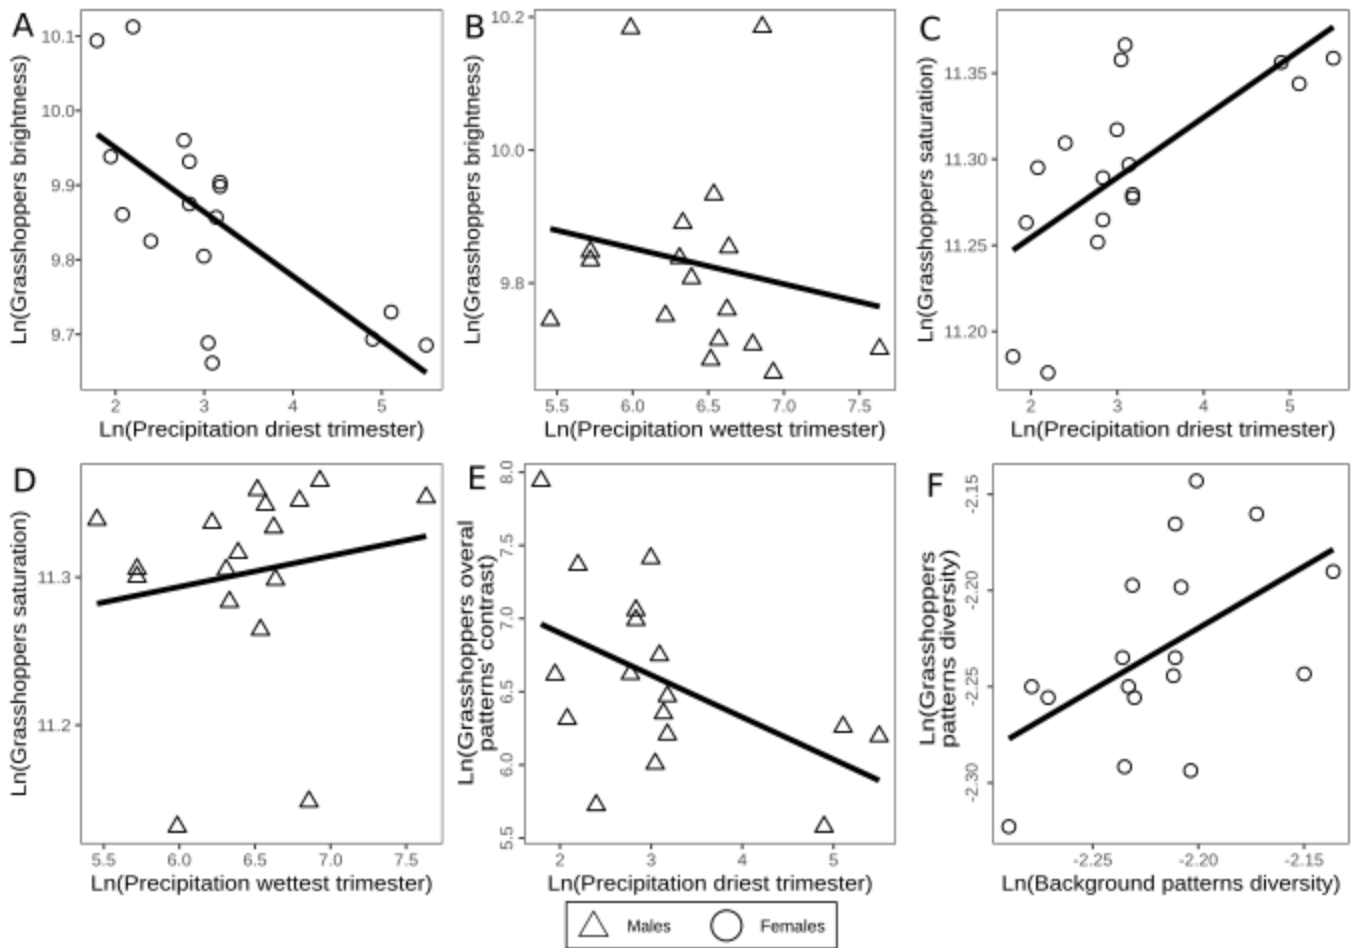 A
Ln(Grasshoppers brightness)
10.1
10.0
9.9
9.8
9.7
2 3 4 5
Ln(Precipitation driest trimester)
B
Ln(Grasshoppers brightness)
10.2
10.0
9.8
5.5 6.0 6.5 7.0 7.5
Ln(Precipitation wettest trimester)
C
Ln(Grasshoppers saturation)
11.35
11.30
11.25
11.20
2 3 4 5
Ln(Precipitation driest trimester)
D
Ln(Grasshoppers saturation)
11.3
11.2
5.5 6.0 6.5 7.0 7.5
Ln(Precipitation wettest trimester)
E
Ln(Grasshoppers overal
patterns' contrast)
8.0
7.5
7.0
6.5
6.0
5.5
2 3 4 5
Ln(Precipitation driest trimester)
F
Ln(Grasshoppers
patterns diversity)
-2.15
-2.20
-2.25
-2.30
-2.25 -2.20 -2.15
Ln(Background patterns diversity)
Males Females